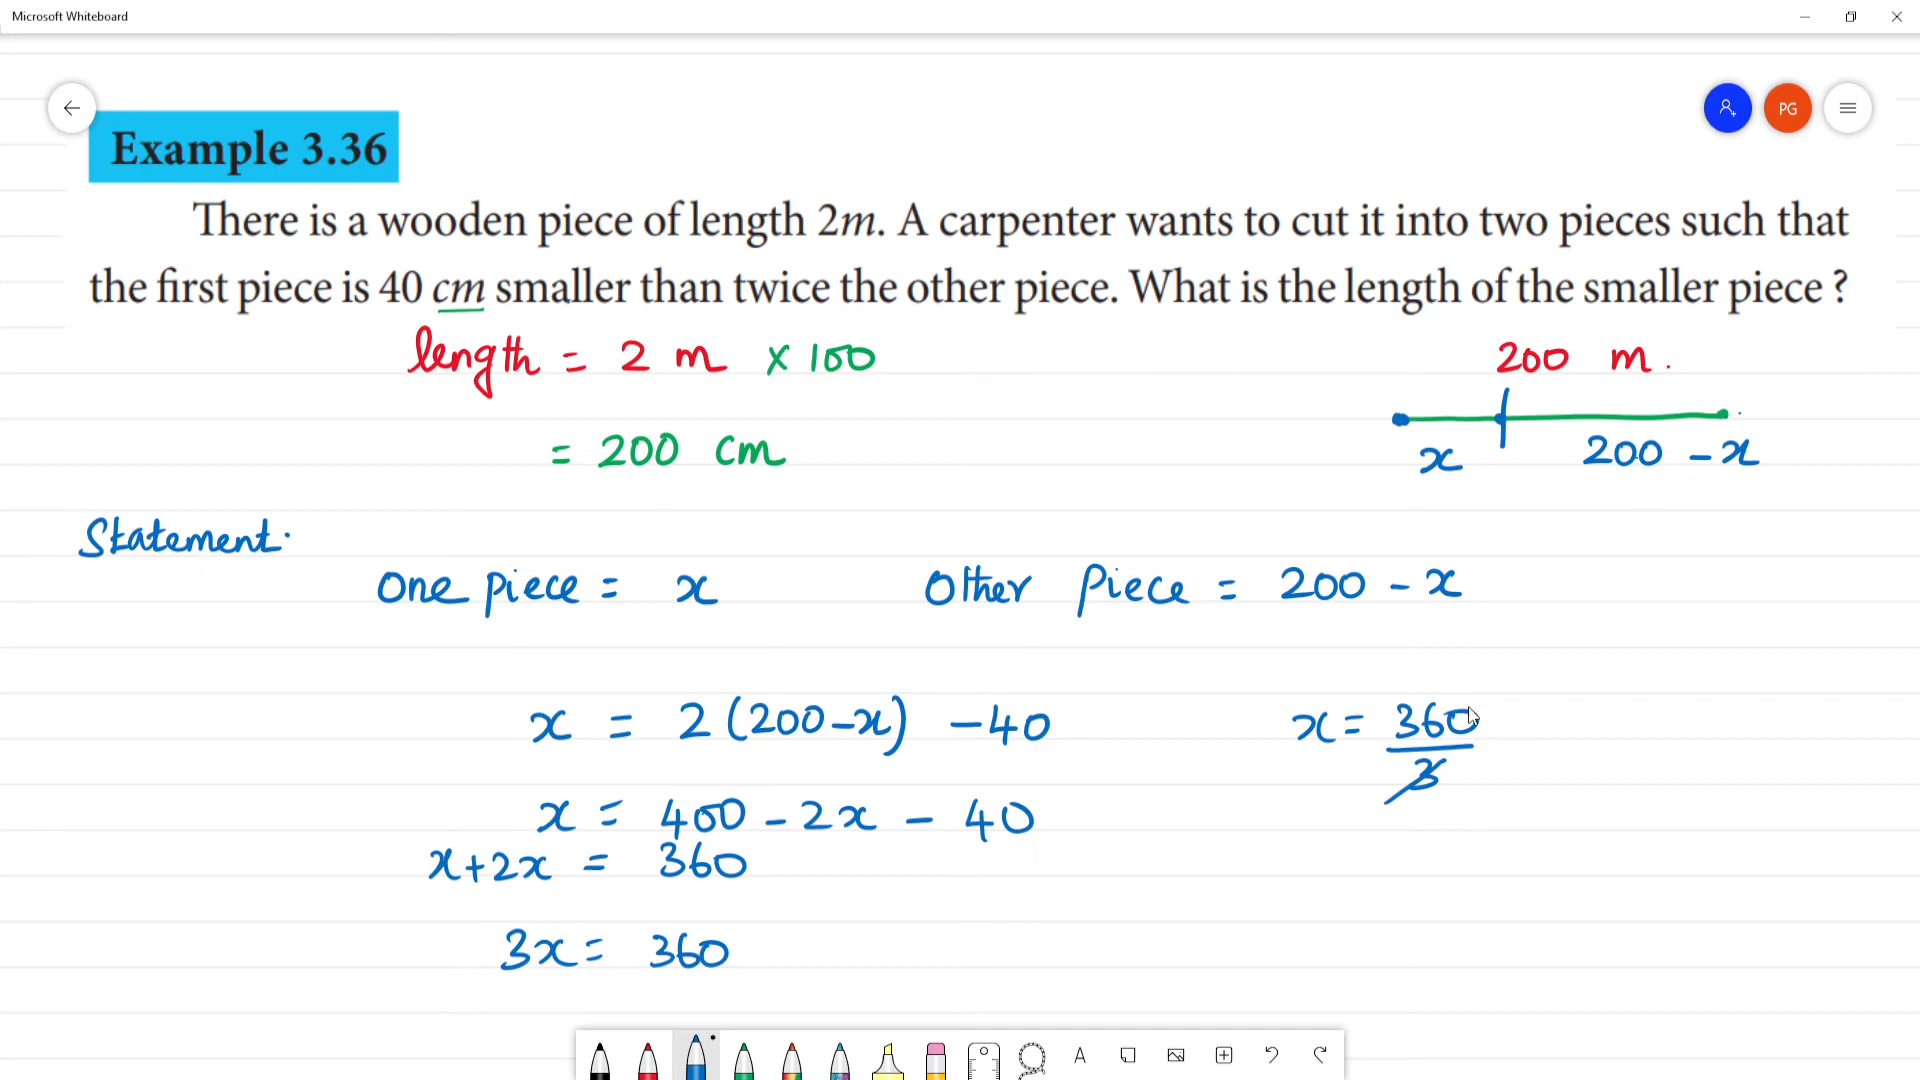 Microsoft Whiteboard
PG
Example 3.36
There is a wooden piece of length 2m. A carpenter wants to cut it into two pieces such that
the first piece is 40 cm smaller than twice the other piece. What is the length of the smaller piece ?
length = 2 m × 100
200 m.
= 200 cm
x 200 - x
Statement.
One piece = x Other Piece = 200 - x
x = 2 (200 - x) - 40
x = 360/3
x = 400 - 2x - 40
x + 2x = 360
3x = 360
A